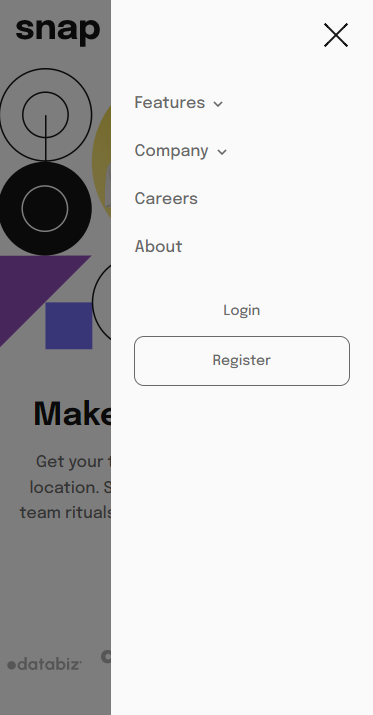 snap
Features
Company
Careers
About
Login
Register
Make
Get your
location. S
team rituals
databiz